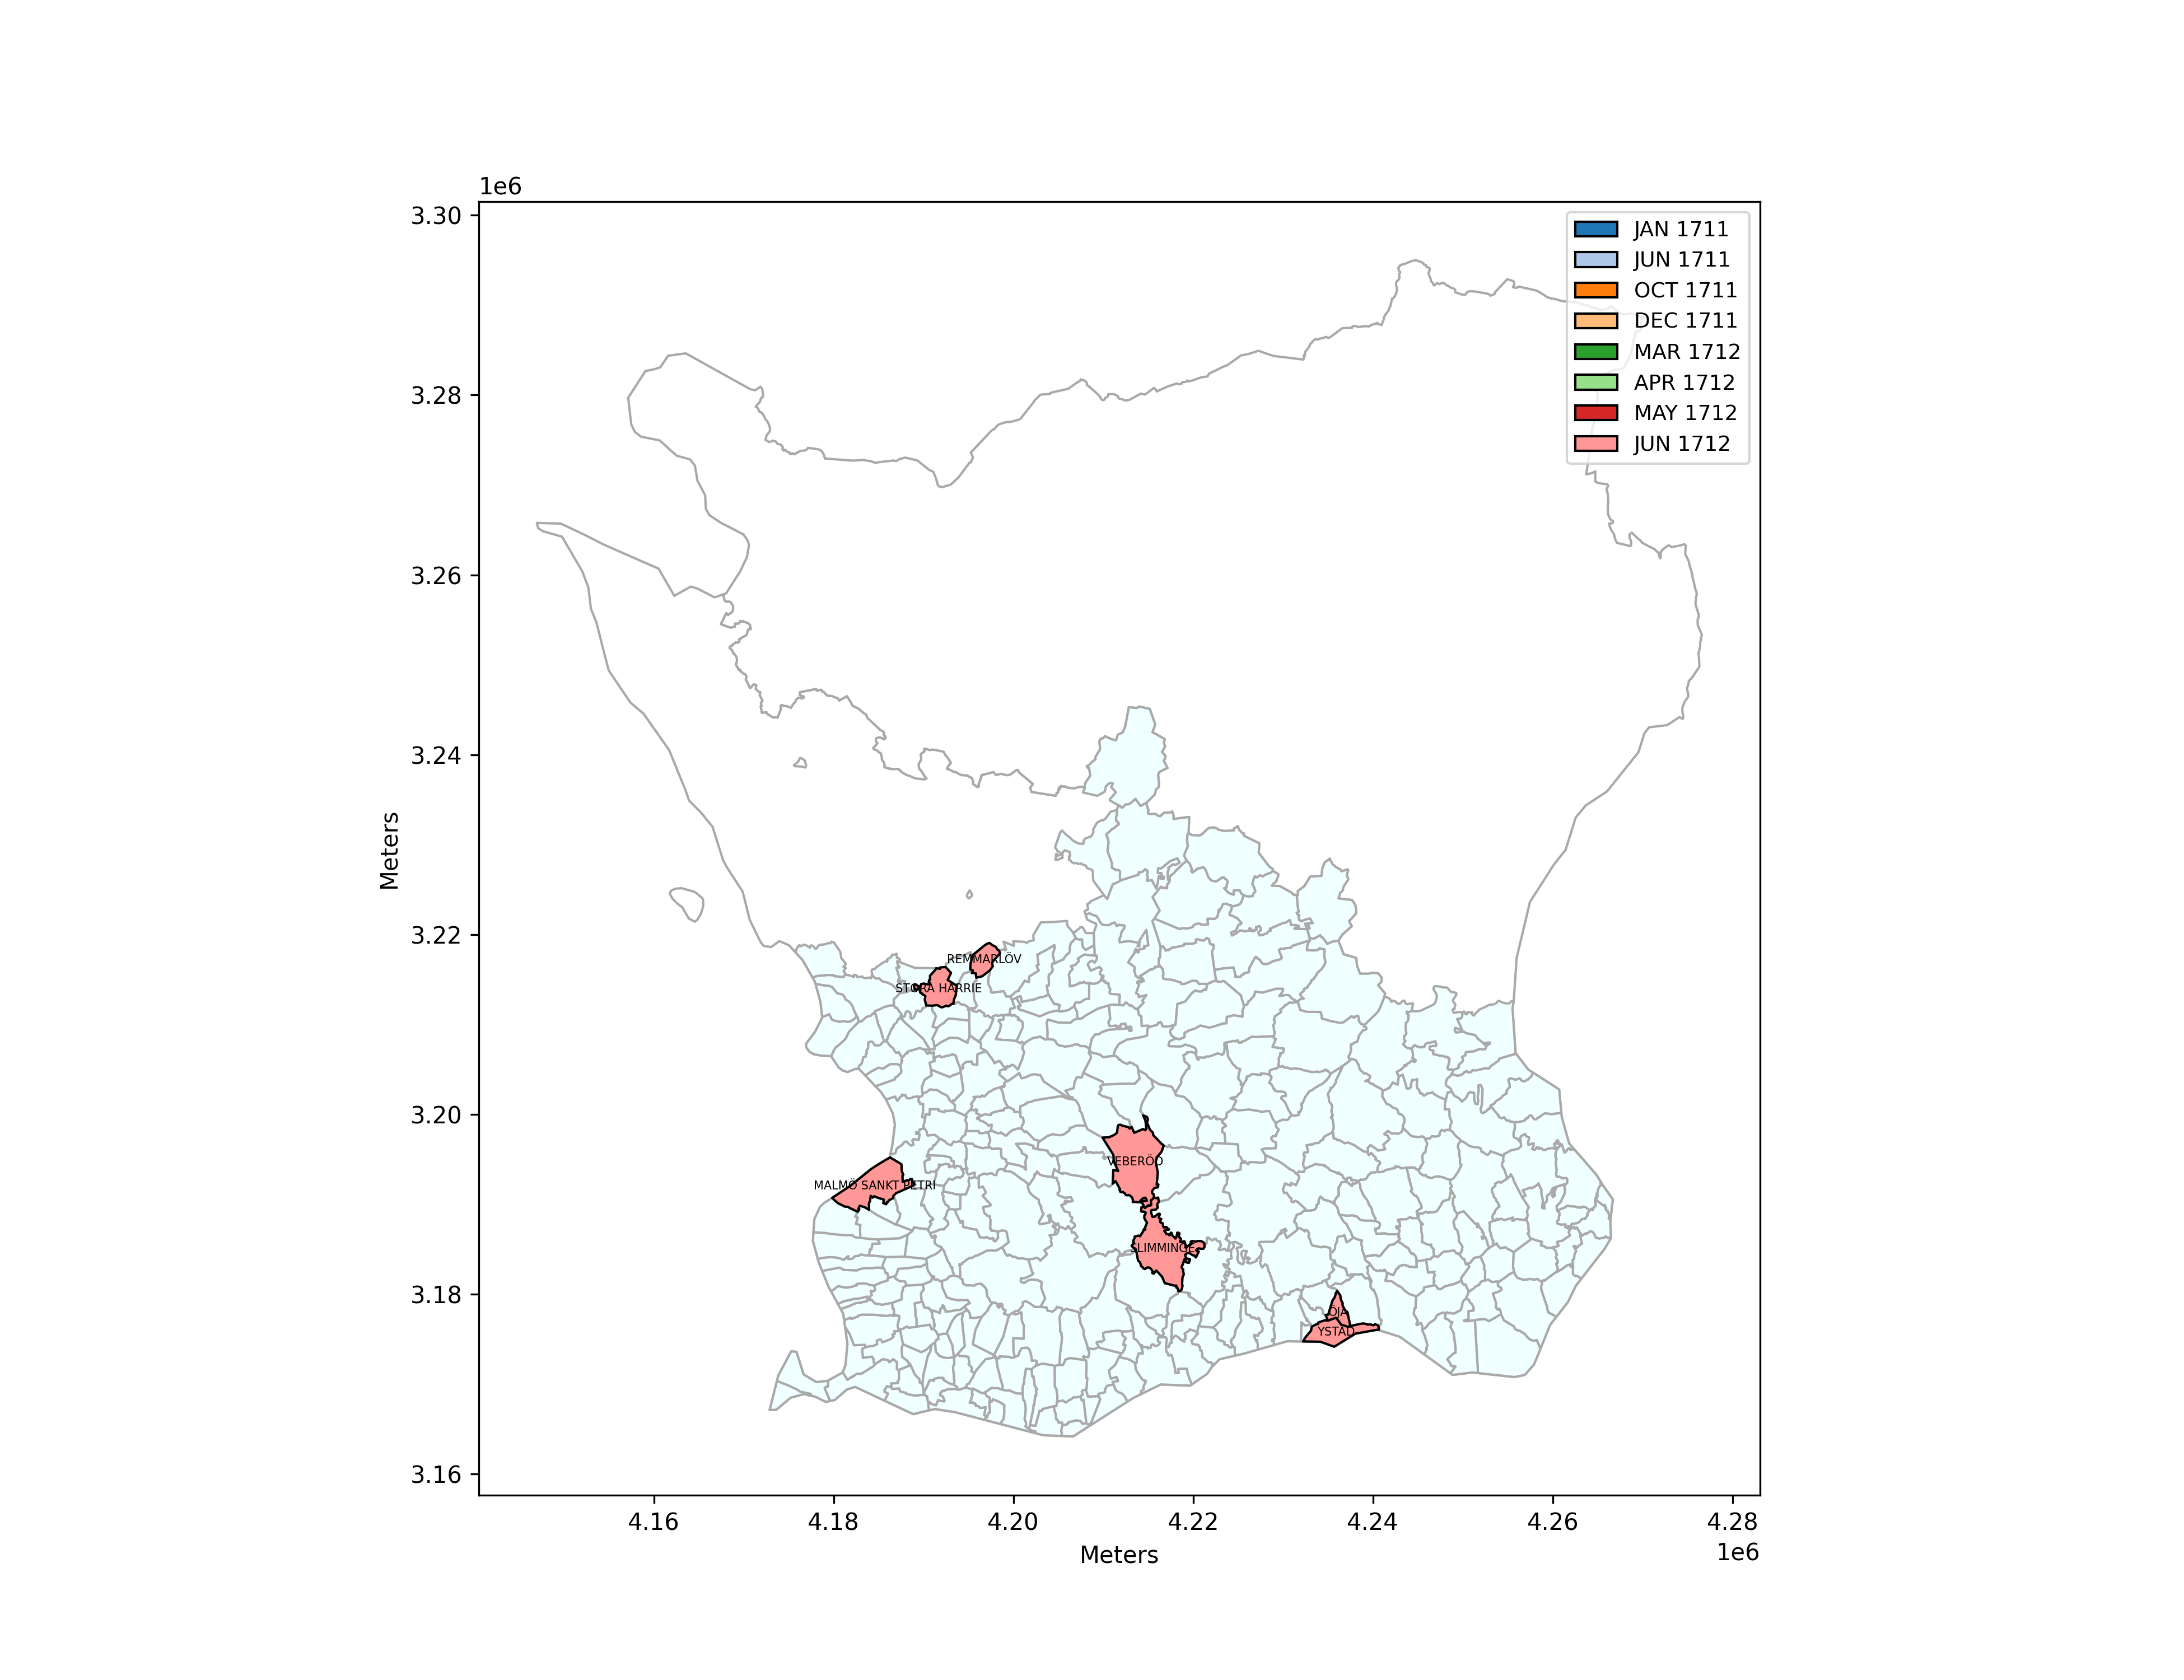 1e6
3.30
3.28
3.26
3.24
3.22
3.20
3.18
3.16
Meters
JAN 1711
JUN 1711
OCT 1711
DEC 1711
MAR 1712
APR 1712
MAY 1712
JUN 1712
REMMARLÖV
STORA HARRIE
VEBERÖD
MALMÖ SANKT PETRI
SLIMMINGE
ÖJA
YSTAD
4.16
4.18
4.20
4.22
4.24
4.26
4.28
Meters
1e6